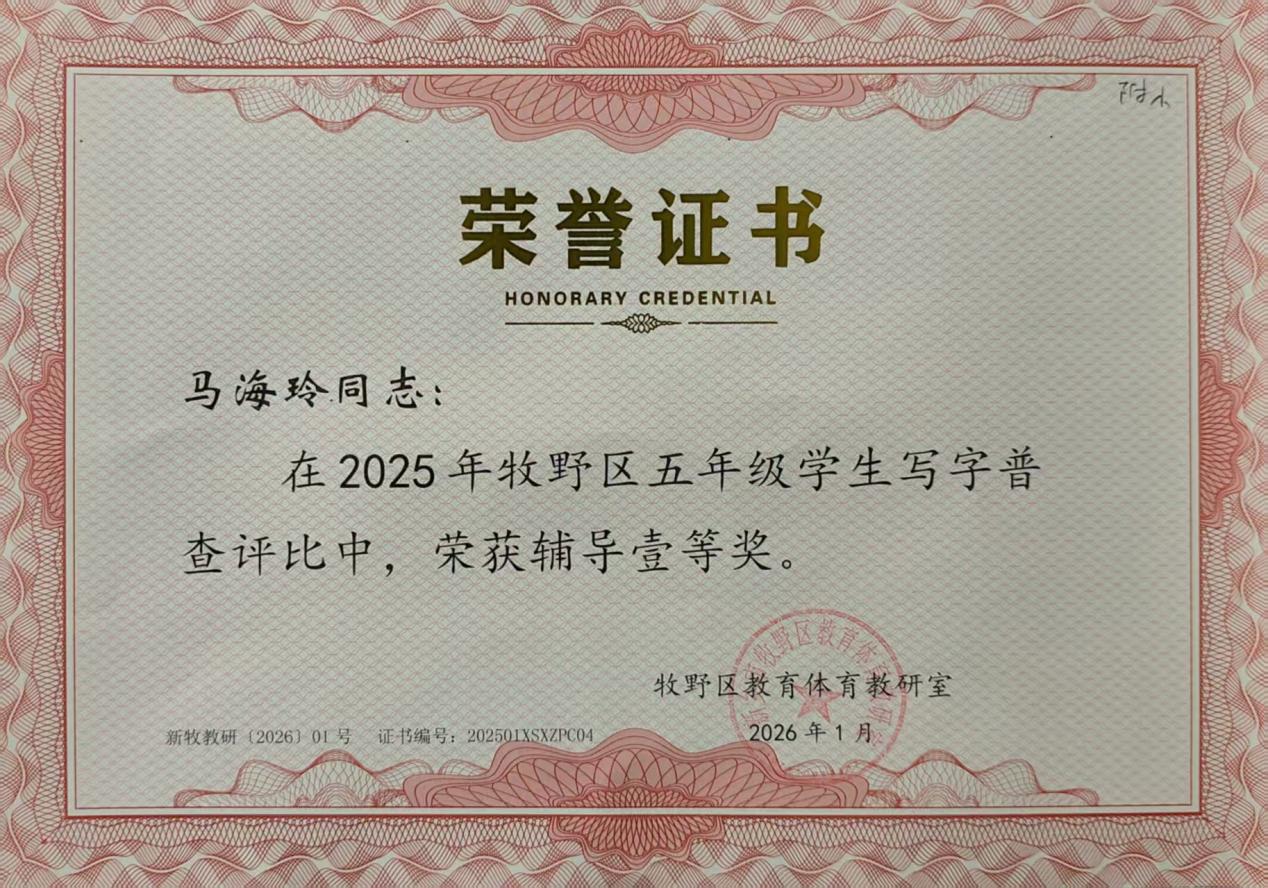 附小
荣誉证书
HONORARY CREDENTIAL
马海玲同志：
在2025年牧野区五年级学生写字普
查评比中，荣获辅导壹等奖。
牧野区教育体育教研室
2026年1月
新牧教研〔2026〕01号 证书编号：202501XSXZPC04